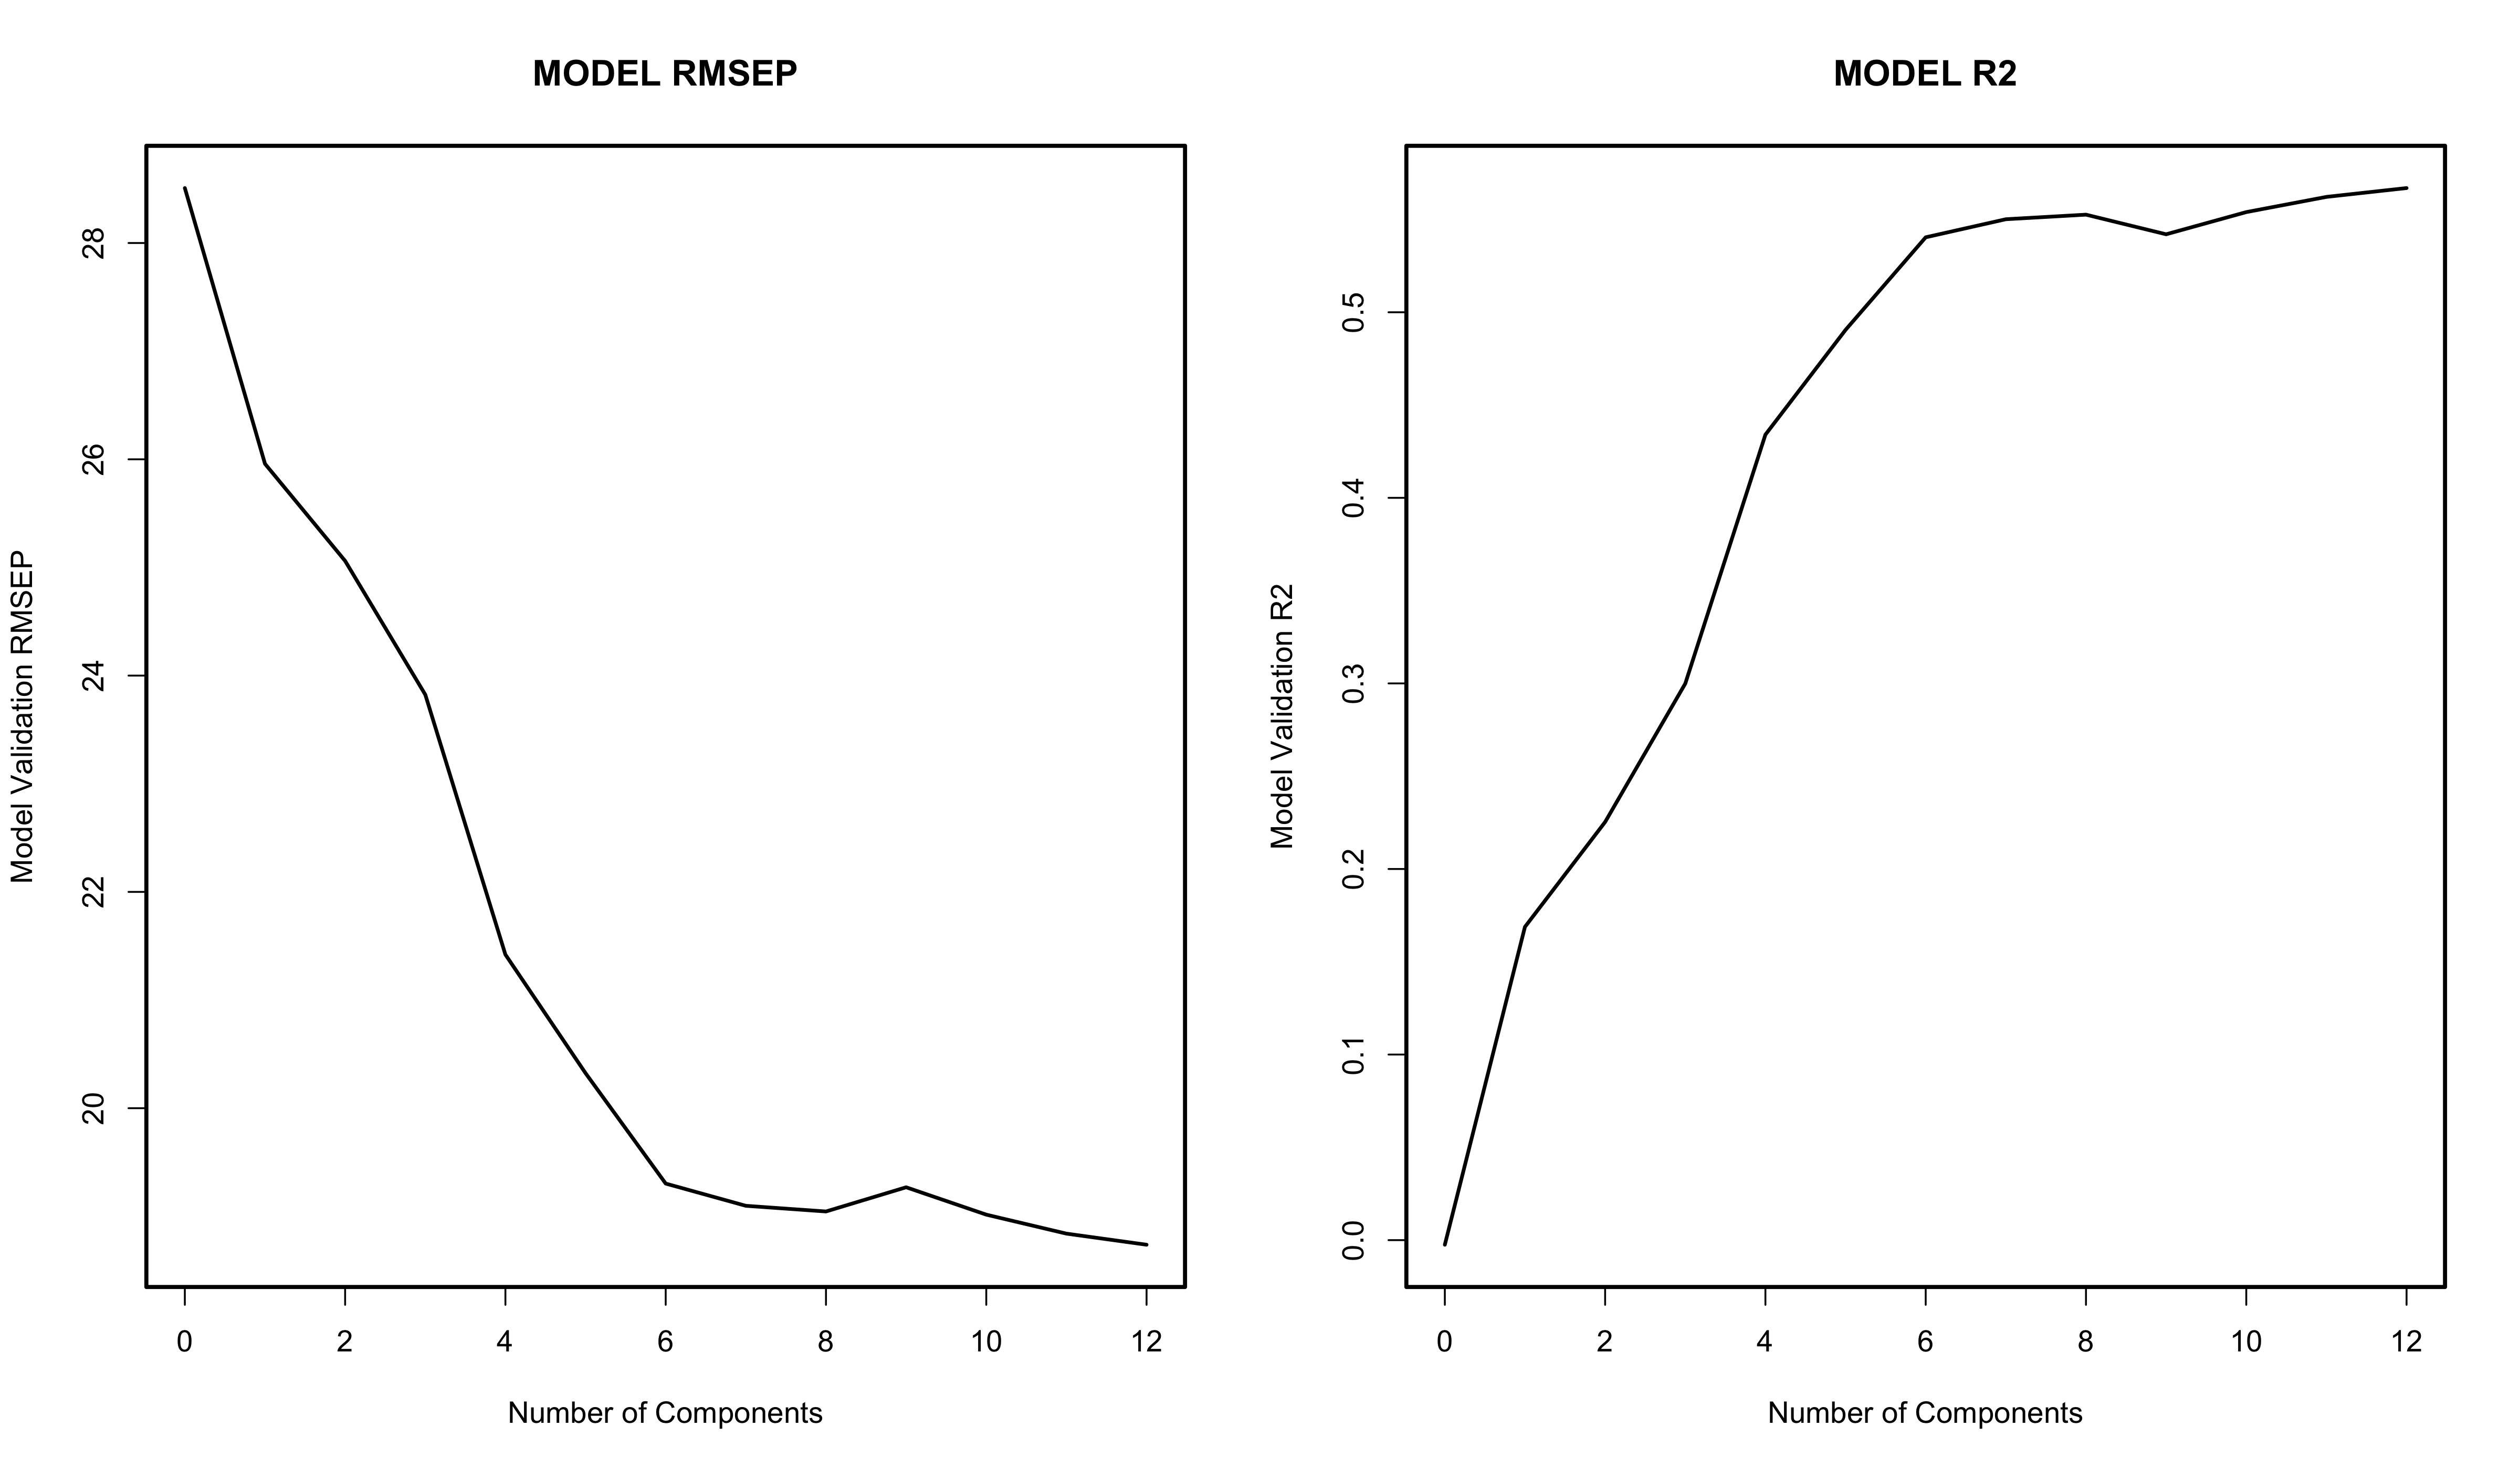 MODEL RMSEP
Model Validation RMSEP
28
26
24
22
20
0 2 4 6 8 10 12
Number of Components
MODEL R2
Model Validation R2
0.5
0.4
0.3
0.2
0.1
0.0
0 2 4 6 8 10 12
Number of Components